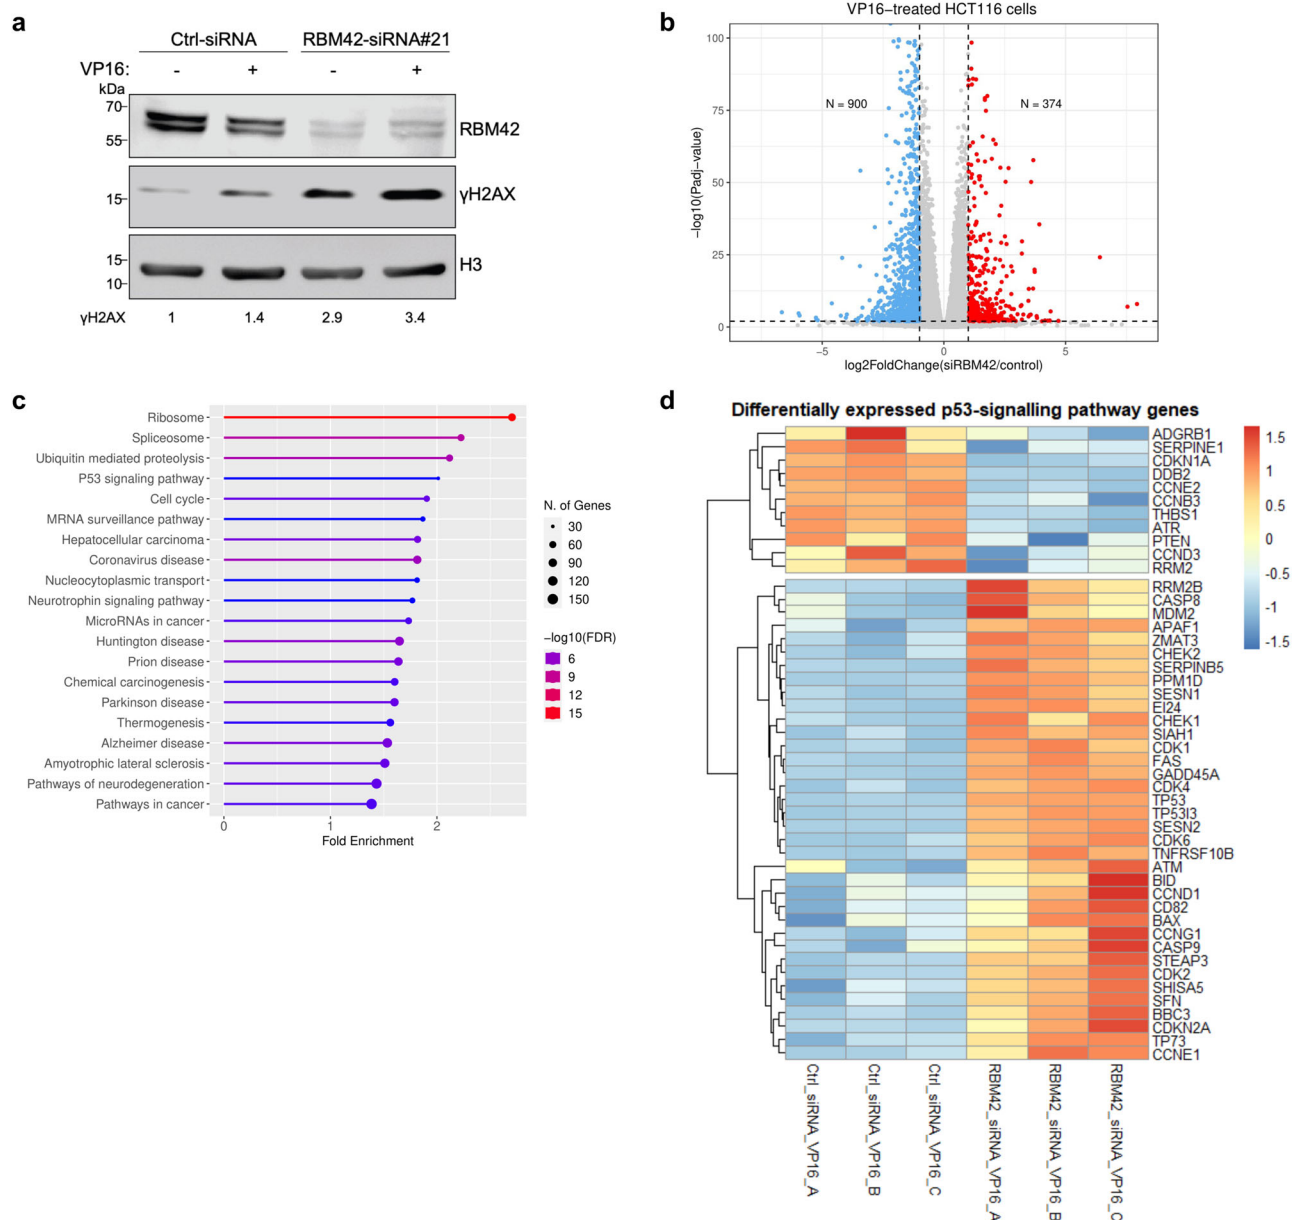 a
Ctrl-siRNA RBM42-siRNA#21
VP16: - + - +
kDa
70
55
RBM42
15
γH2AX
15
10
H3
γH2AX 1 1.4 2.9 3.4
b
VP16-treated HCT116 cells
N = 900
N = 374
100
75
50
25
0
-log10(Padj-value)
-5 0 5
log2FoldChange(siRBM42/control)
c
Ribosome
Spliceosome
Ubiquitin mediated proteolysis
P53 signaling pathway
Cell cycle
MRNA surveillance pathway
Hepatocellular carcinoma
Coronavirus disease
Nucleocytoplasmic transport
Neurotrophin signaling pathway
MicroRNAs in cancer
Huntington disease
Prion disease
Chemical carcinogenesis
Parkinson disease
Thermogenesis
Alzheimer disease
Amyotrophic lateral sclerosis
Pathways of neurodegeneration
Pathways in cancer
0 1 2
Fold Enrichment
N. of Genes
30
60
90
120
150
-log10(FDR)
6
9
12
15
d
Differentially expressed p53-signalling pathway genes
ADGRB1
SERPINE1
CDKN1A
DDB2
CCNE2
CCNB3
THBS1
ATR
PTEN
CCND3
RRM2
RRM2B
CASP8
MDM2
APAF1
ZMAT3
CHEK2
SERPINB5
PPM1D
SESN1
EI24
CHEK1
SIAH1
CDK1
FAS
GADD45A
CDK4
TP53
TP53I3
SESN2
CDK6
TNFRSF10B
ATM
BID
CCND1
CD82
BAX
CCNG1
CASP9
STEAP3
CDK2
SHISA5
SFN
BBC3
CDKN2A
TP73
CCNE1
1.5
1
0.5
0
-0.5
-1
-1.5
Ctrl_siRNA_VP16_A
Ctrl_siRNA_VP16_B
Ctrl_siRNA_VP16_C
RBM42_siRNA_VP16_A
RBM42_siRNA_VP16_B
RBM42_siRNA_VP16_C